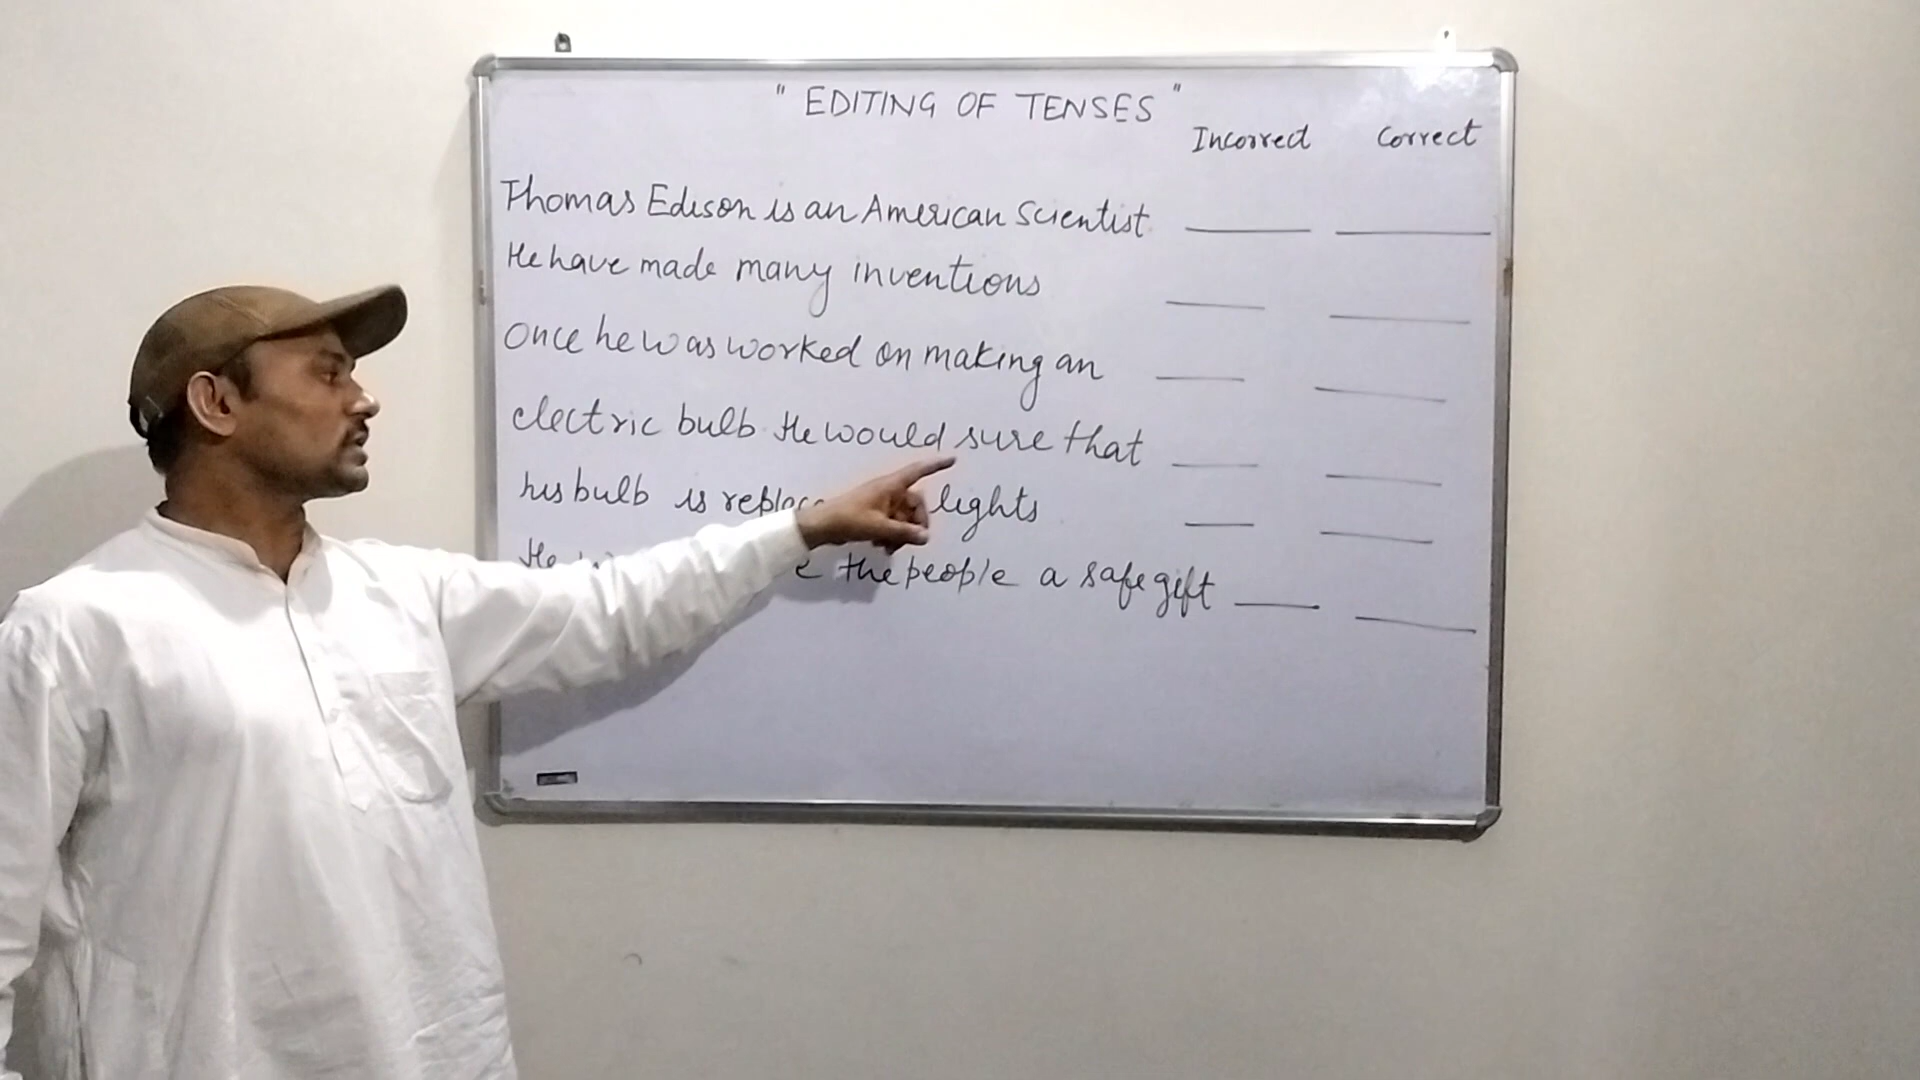 " EDITING OF TENSES "
Incorrect Correct
Thomas Edison is an American Scientist
He have made many inventions
Once he was worked on making an
electric bulb. He would sure that
his bulb is lights
He the people a safe gift